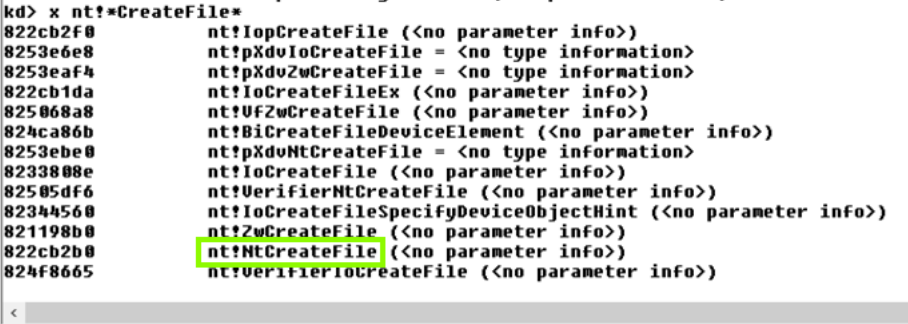 kd> x nt!*CreateFile*
822cb2f0 nt!IopCreateFile (<no parameter info>)
8253e6e8 nt!pXdvIoCreateFile = <no type information>
8253eaf4 nt!pXdvZwCreateFile = <no type information>
822cb1da nt!IoCreateFileEx (<no parameter info>)
825068a8 nt!VfZwCreateFile (<no parameter info>)
824ca86b nt!BiCreateFileDeviceElement (<no parameter info>)
8253ebe0 nt!pXdvNtCreateFile = <no type information>
8233808e nt!IoCreateFile (<no parameter info>)
82505df6 nt!VerifierNtCreateFile (<no parameter info>)
82344560 nt!IoCreateFileSpecifyDeviceObjectHint (<no parameter info>)
821198b0 nt!ZwCreateFile (<no parameter info>)
822cb2b0 nt!NtCreateFile (<no parameter info>)
824f8665 nt!VerifierIoCreateFile (<no parameter info>)